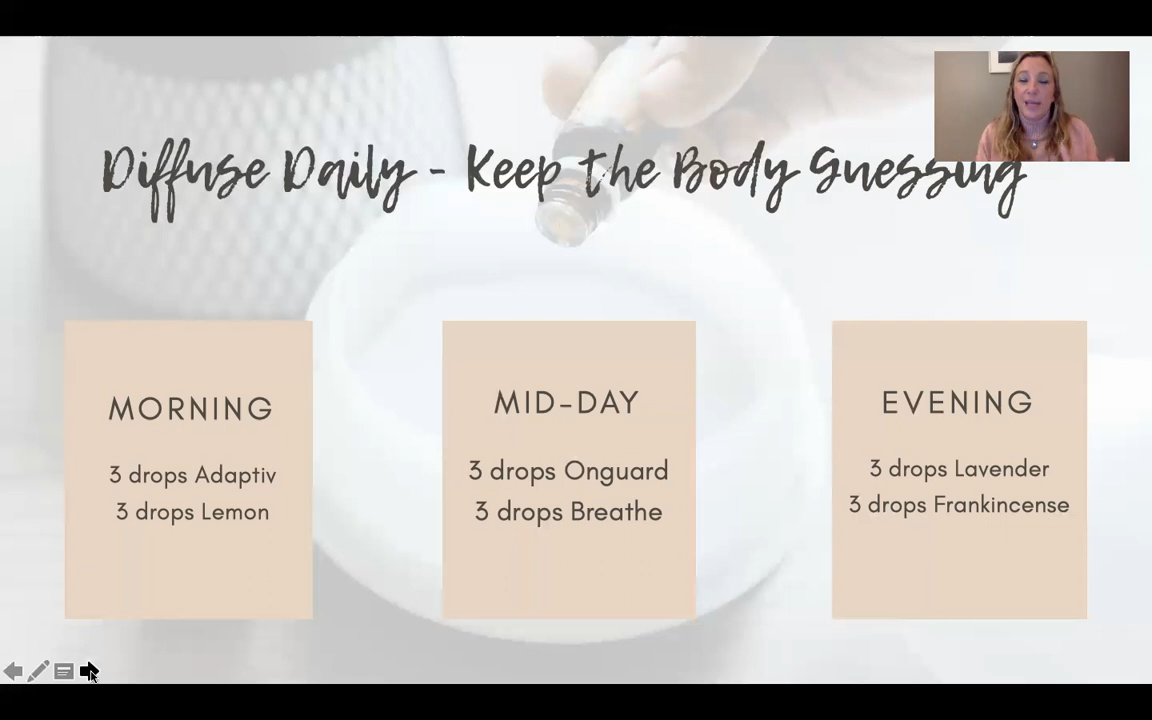 Diffuse Daily - Keep the Body Guessing
MORNING
3 drops Adaptiv
3 drops Lemon
MID-DAY
3 drops Onguard
3 drops Breathe
EVENING
3 drops Lavender
3 drops Frankincense